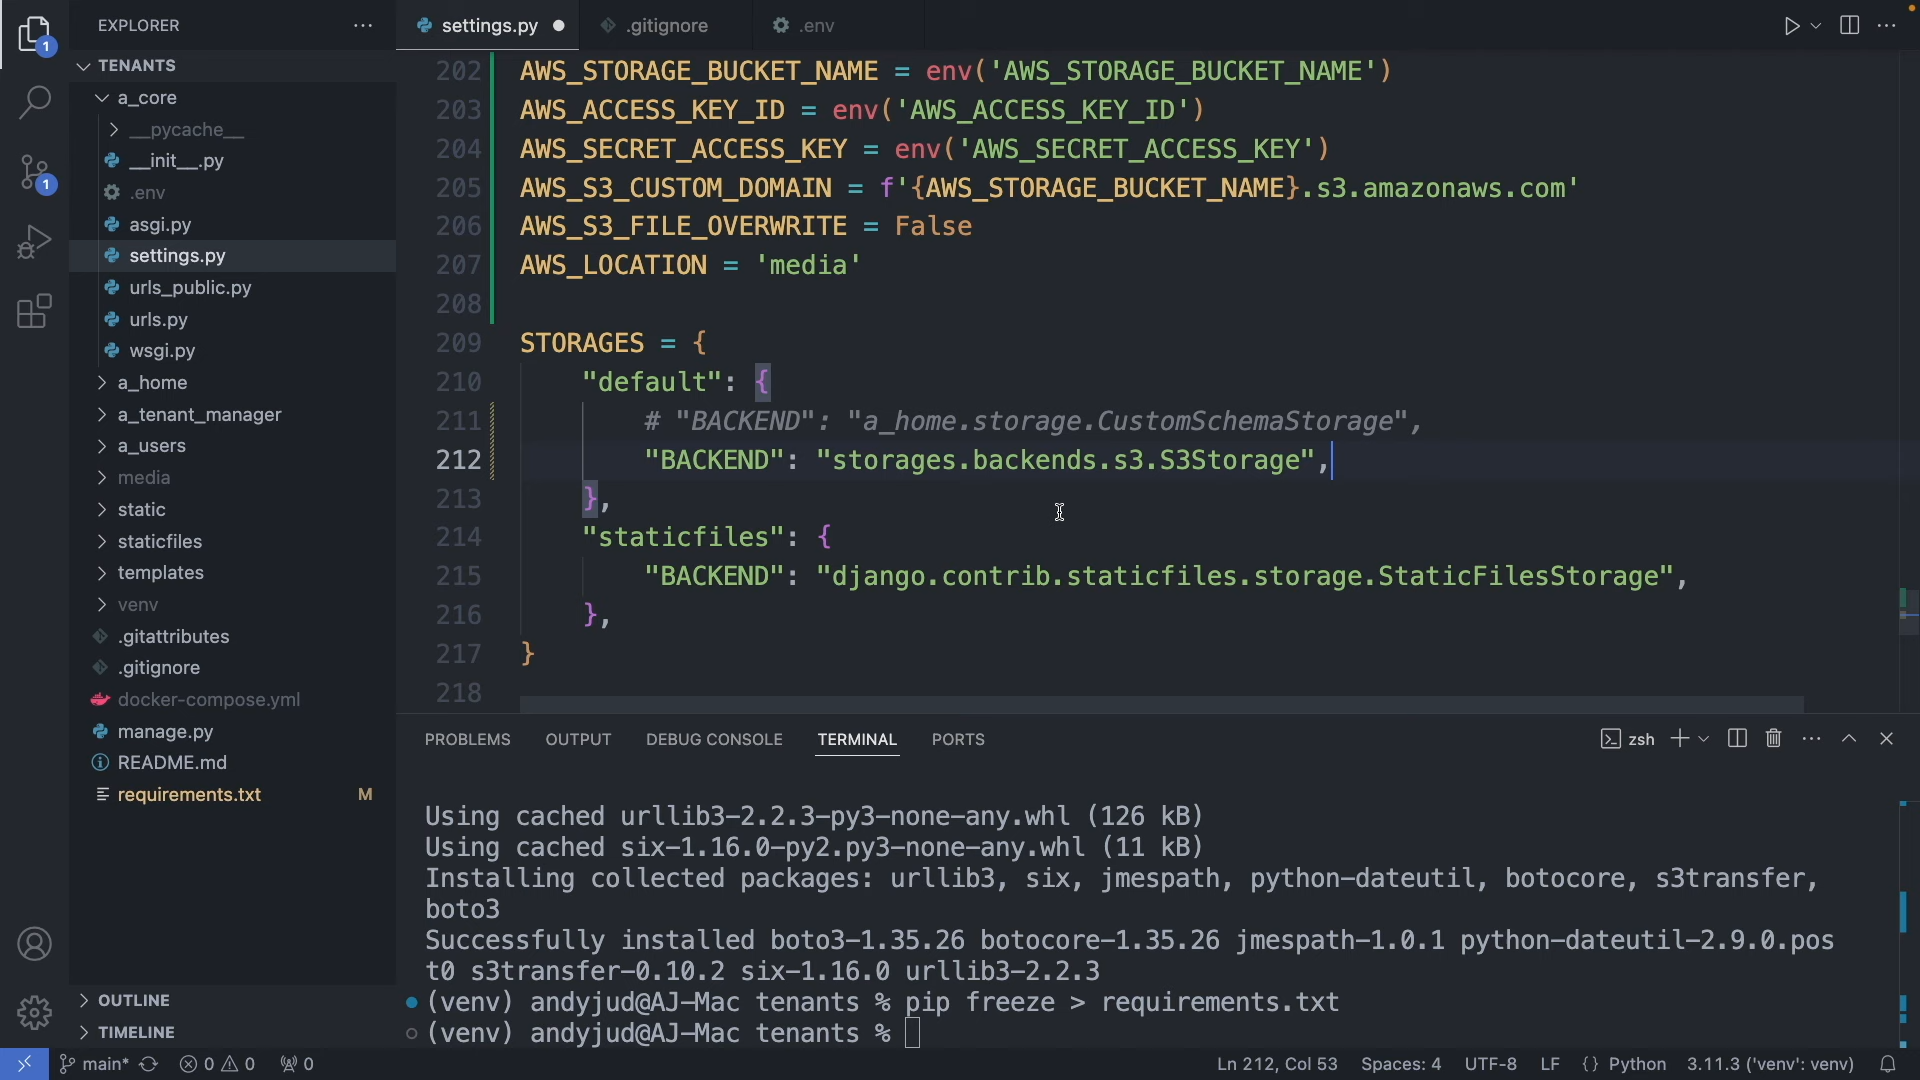 EXPLORER
settings.py
.gitignore
.env
1
TENANTS
a_core
__pycache__
__init__.py
.env
asgi.py
settings.py
urls_public.py
urls.py
wsgi.py
a_home
a_tenant_manager
a_users
media
static
staticfiles
templates
venv
.gitattributes
.gitignore
docker-compose.yml
manage.py
README.md
requirements.txt M
OUTLINE
TIMELINE
1
202 AWS_STORAGE_BUCKET_NAME = env('AWS_STORAGE_BUCKET_NAME')
203 AWS_ACCESS_KEY_ID = env('AWS_ACCESS_KEY_ID')
204 AWS_SECRET_ACCESS_KEY = env('AWS_SECRET_ACCESS_KEY')
205 AWS_S3_CUSTOM_DOMAIN = f'{AWS_STORAGE_BUCKET_NAME}.s3.amazonaws.com'
206 AWS_S3_FILE_OVERWRITE = False
207 AWS_LOCATION = 'media'
208
209 STORAGES = {
210 "default": {
211 # "BACKEND": "a_home.storage.CustomSchemaStorage",
212 "BACKEND": "storages.backends.s3.S3Storage",
213 },
214 "staticfiles": {
215 "BACKEND": "django.contrib.staticfiles.storage.StaticFilesStorage",
216 },
217 }
218
PROBLEMS OUTPUT DEBUG CONSOLE TERMINAL PORTS
zsh
Using cached urllib3-2.2.3-py3-none-any.whl (126 kB)
Using cached six-1.16.0-py2.py3-none-any.whl (11 kB)
Installing collected packages: urllib3, six, jmespath, python-dateutil, botocore, s3transfer,
boto3
Successfully installed boto3-1.35.26 botocore-1.35.26 jmespath-1.0.1 python-dateutil-2.9.0.pos
t0 s3transfer-0.10.2 six-1.16.0 urllib3-2.2.3
(venv) andyjud@AJ-Mac tenants % pip freeze > requirements.txt
(venv) andyjud@AJ-Mac tenants %
main* 0 0 0 Ln 212, Col 53 Spaces: 4 UTF-8 LF {} Python 3.11.3 ('venv': venv)